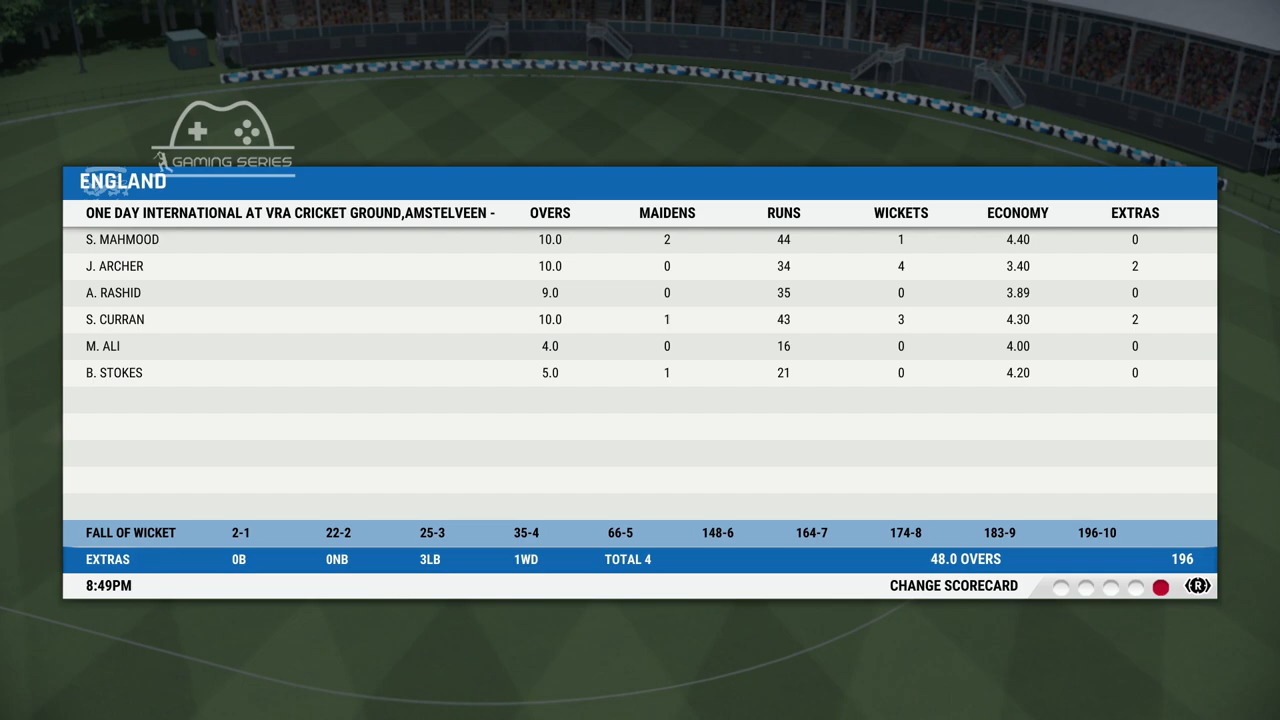 GAMING SERIES
ENGLAND
ONE DAY INTERNATIONAL AT VRA CRICKET GROUND,AMSTELVEEN - OVERS MAIDENS RUNS WICKETS ECONOMY EXTRAS
S. MAHMOOD 10.0 2 44 1 4.40 0
J. ARCHER 10.0 0 34 4 3.40 2
A. RASHID 9.0 0 35 0 3.89 0
S. CURRAN 10.0 1 43 3 4.30 2
M. ALI 4.0 0 16 0 4.00 0
B. STOKES 5.0 1 21 0 4.20 0
FALL OF WICKET 2-1 22-2 25-3 35-4 66-5 148-6 164-7 174-8 183-9 196-10
EXTRAS 0B 0NB 3LB 1WD TOTAL 4 48.0 OVERS 196
8:49PM CHANGE SCORECARD R